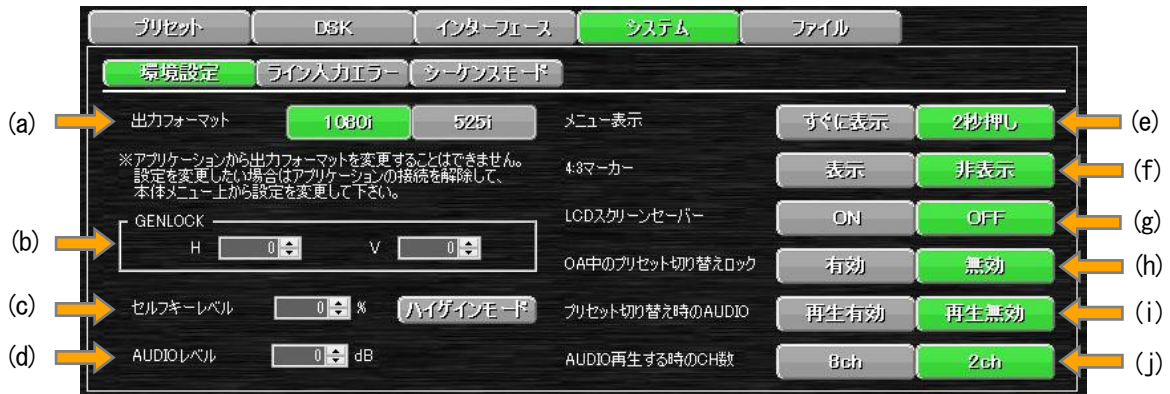 プリセット DSK インターフェース システム ファイル
環境設定 ライン入力エラー シーケンスモード
(a) 出力フォーマット 1080i 525i
※アプリケーションから出力フォーマットを変更することはできません。
設定を変更したい場合はアプリケーションの接続を解除して、
本体メニュー上から設定を変更して下さい。
(b) GENLOCK
H 0 V 0
(c) セルフキーレベル 0 % ハイゲインモード
(d) AUDIOレベル 0 dB
メニュー表示 すぐに表示 2秒押し (e)
4:3マーカー 表示 非表示 (f)
LCDスクリーンセーバー ON OFF (g)
OA中のプリセット切り替えロック 有効 無効 (h)
プリセット切り替え時のAUDIO 再生有効 再生無効 (i)
AUDIO再生する時のCH数 8ch 2ch (j)